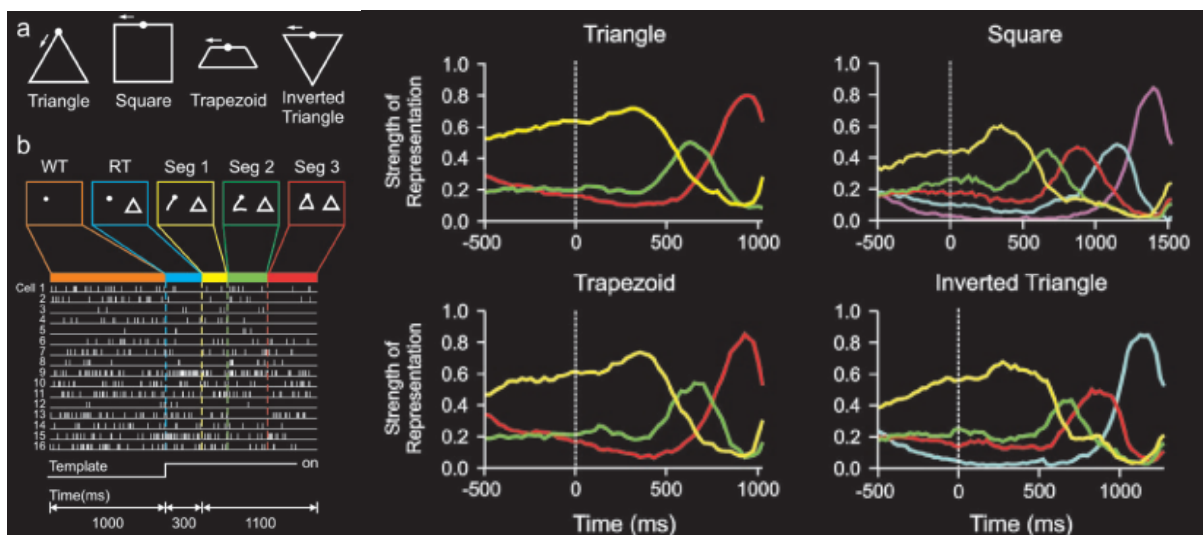 a
Triangle
Square
Trapezoid
Inverted
Triangle
b
WT RT Seg 1 Seg 2 Seg 3
Cell 1
2
3
4
5
6
7
8
9
10
11
12
13
14
15
16
Template
on
Time(ms)
1000 300 1100
Triangle
Strength of
Representation
1.0
0.8
0.6
0.4
0.2
0.0
-500 0 500 1000
Square
1.0
0.8
0.6
0.4
0.2
0.0
-500 0 500 1000 1500
Trapezoid
Strength of
Representation
1.0
0.8
0.6
0.4
0.2
0.0
-500 0 500 1000
Time (ms)
Inverted Triangle
1.0
0.8
0.6
0.4
0.2
0.0
-500 0 500 1000
Time (ms)